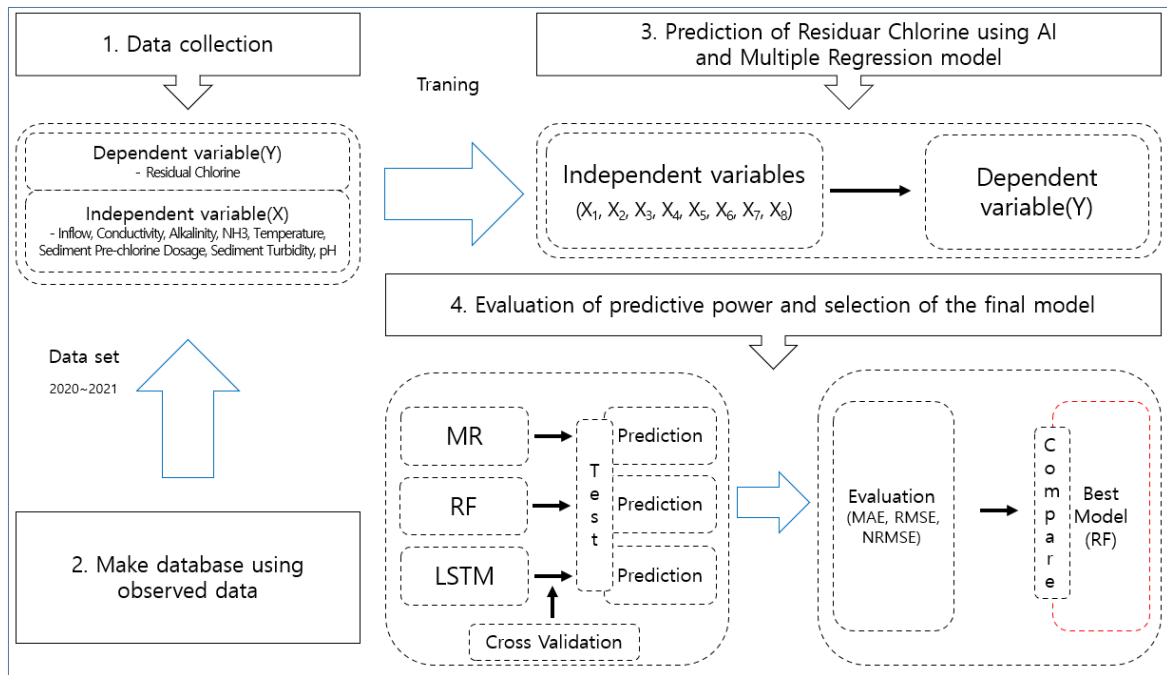 1. Data collection
Dependent variable(Y)
- Residual Chlorine
Independent variable(X)
- Inflow, Conductivity, Alkalinity, NH3, Temperature,
Sediment Pre-chlorine Dosage, Sediment Turbidity, pH
Data set
2020~2021
2. Make database using
observed data
Traning
3. Prediction of Residuar Chlorine using AI
and Multiple Regression model
Independent variables
(X₁, X₂, X₃, X₄, X₅, X₆, X₇, X₈)
Dependent
variable(Y)
4. Evaluation of predictive power and selection of the final model
MR
RF
LSTM
Test
Prediction
Prediction
Prediction
Cross Validation
Evaluation
(MAE, RMSE,
NRMSE)
Compare
Best
Model
(RF)